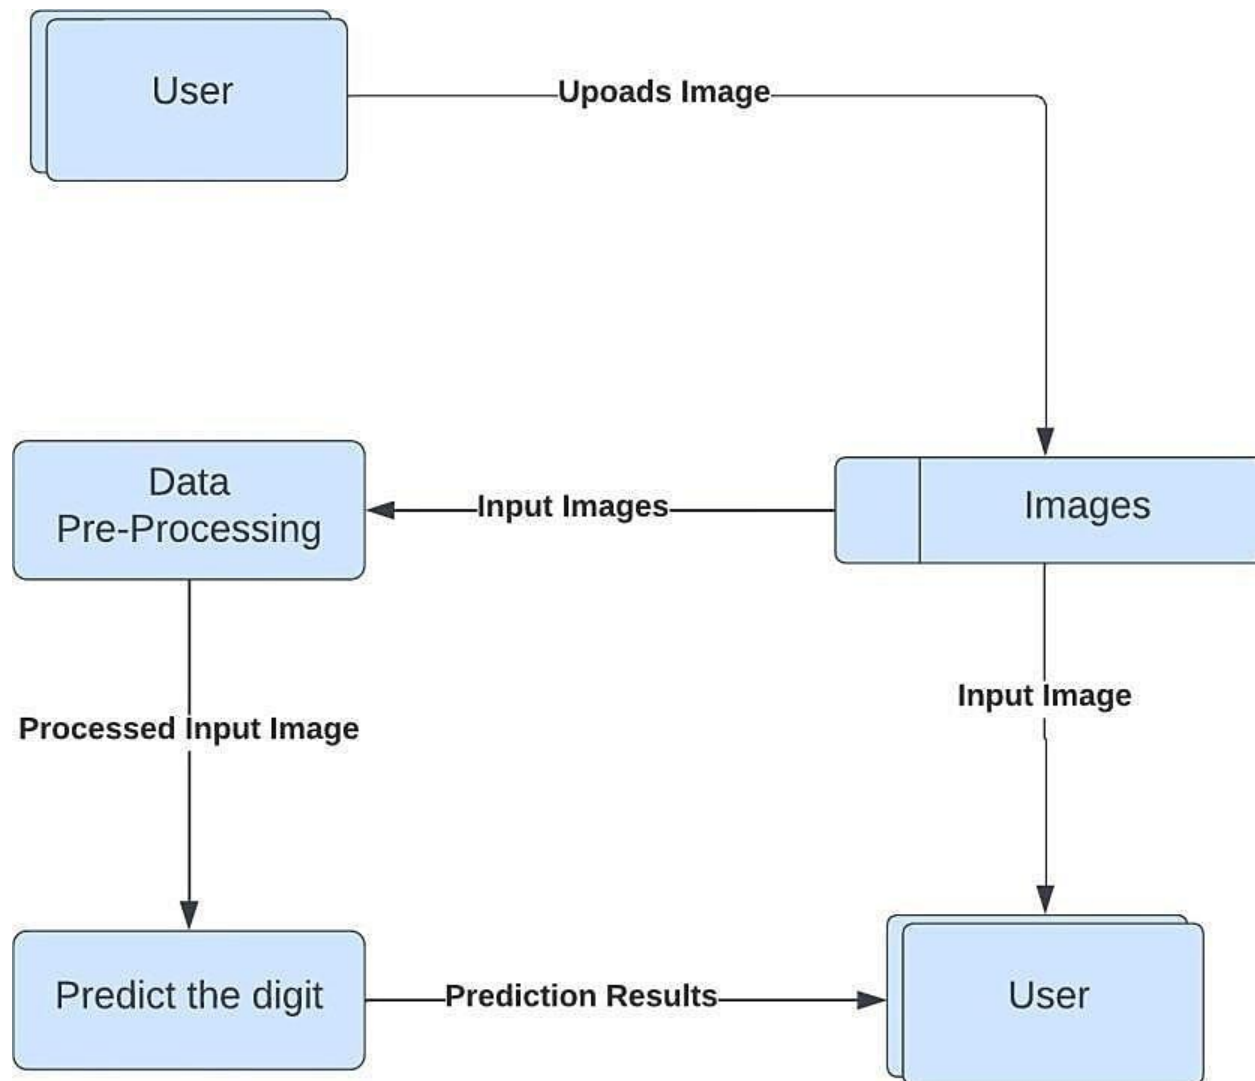 User
Upoads Image
Data
Pre-Processing
Input Images
Images
Processed Input Image
Input Image
Predict the digit
Prediction Results
User